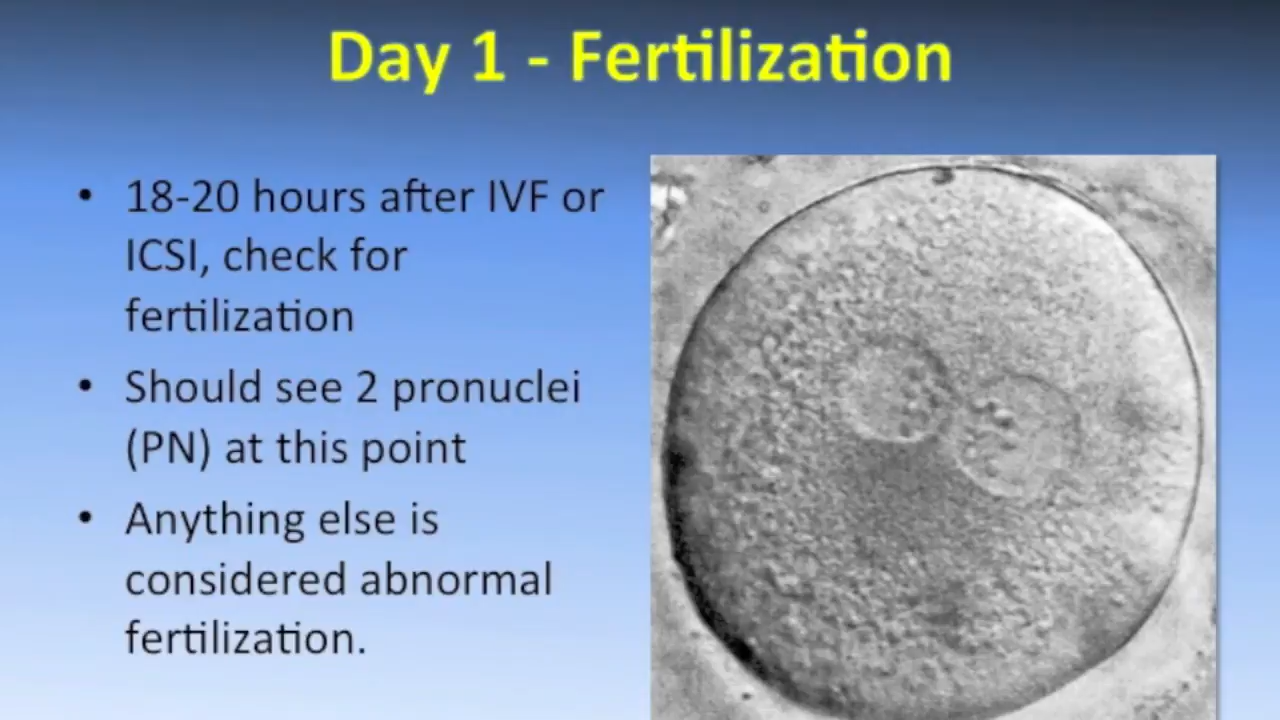 Day 1 - Fertilization
• 18-20 hours after IVF or
ICSI, check for
fertilization
• Should see 2 pronuclei
(PN) at this point
• Anything else is
considered abnormal
fertilization.